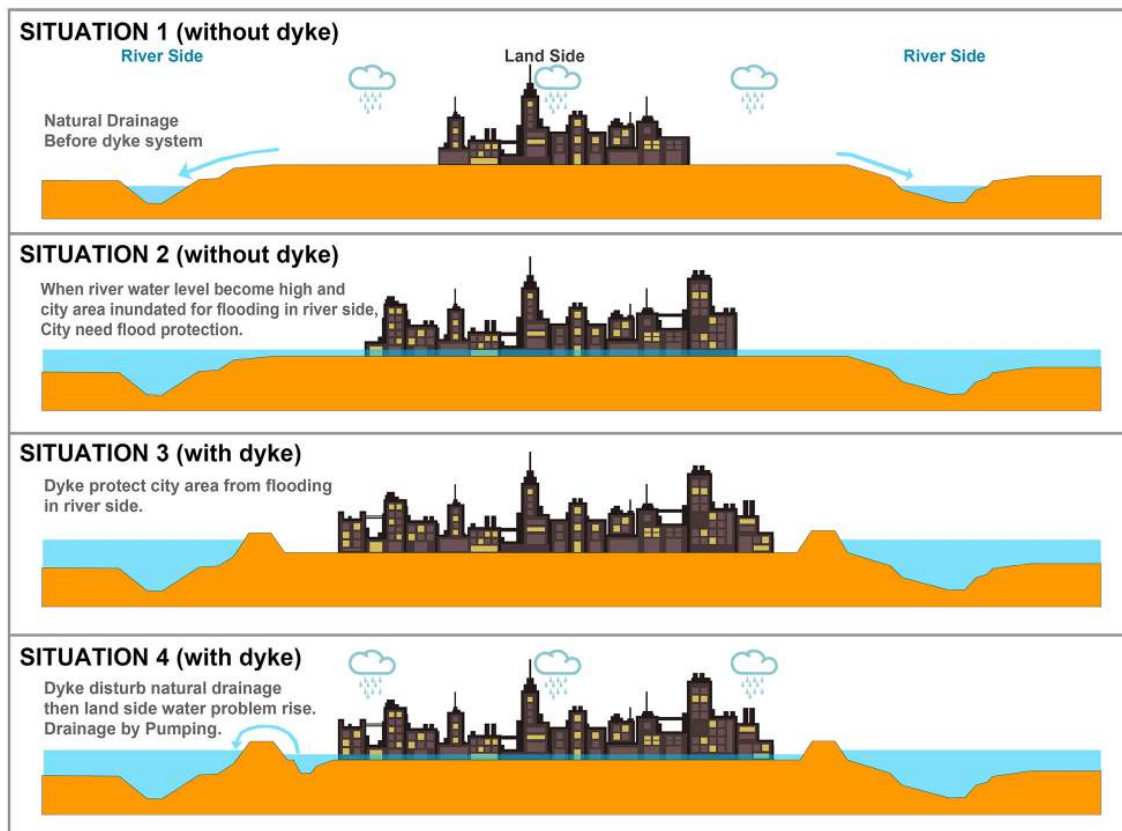 SITUATION 1 (without dyke)
River Side
Land Side
River Side
Natural Drainage
Before dyke system
SITUATION 2 (without dyke)
When river water level become high and
city area inundated for flooding in river side,
City need flood protection.
SITUATION 3 (with dyke)
Dyke protect city area from flooding
in river side.
SITUATION 4 (with dyke)
Dyke disturb natural drainage
then land side water problem rise.
Drainage by Pumping.